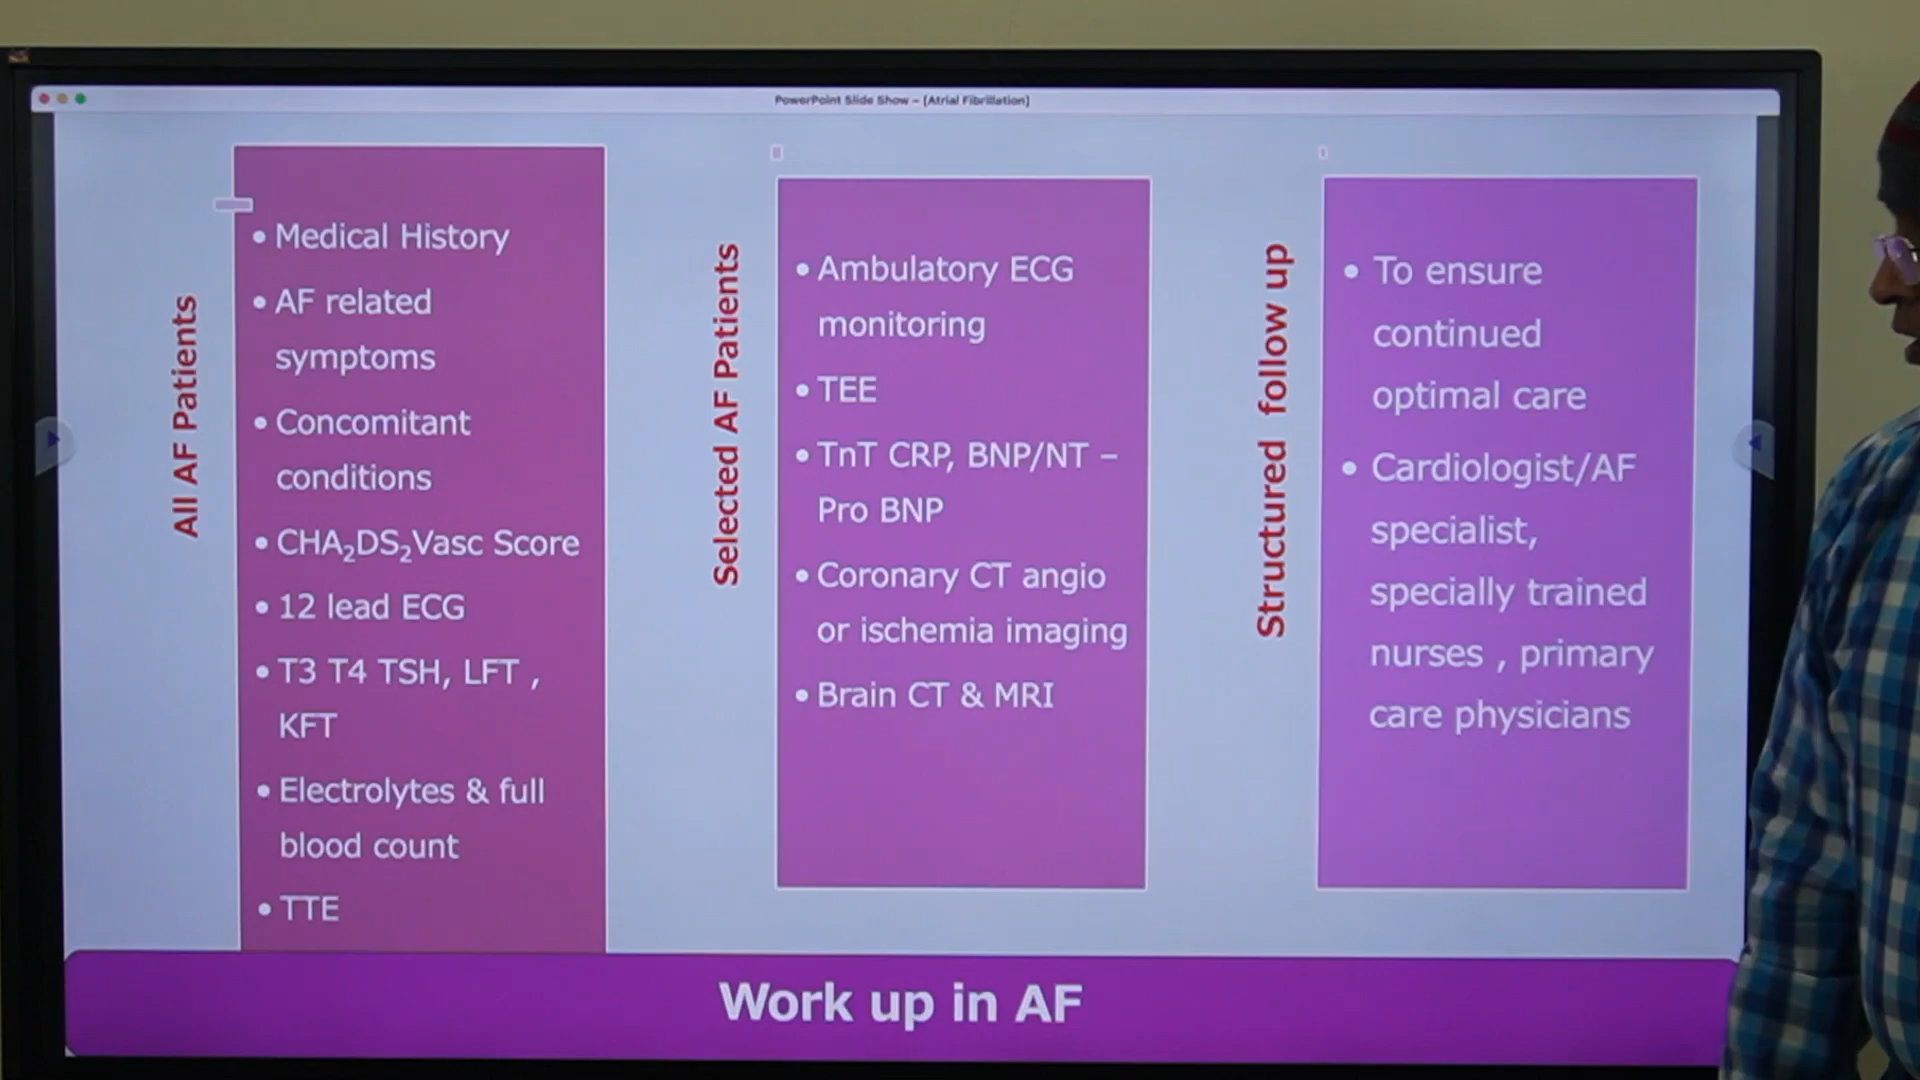 PowerPoint Slide Show - [Atrial Fibrillation]
All AF Patients
• Medical History
• AF related
symptoms
• Concomitant
conditions
• CHA₂DS₂Vasc Score
• 12 lead ECG
• T3 T4 TSH, LFT ,
KFT
• Electrolytes & full
blood count
• TTE
Selected AF Patients
• Ambulatory ECG
monitoring
• TEE
• TnT CRP, BNP/NT –
Pro BNP
• Coronary CT angio
or ischemia imaging
• Brain CT & MRI
Structured follow up
• To ensure
continued
optimal care
• Cardiologist/AF
specialist,
specially trained
nurses , primary
care physicians
Work up in AF